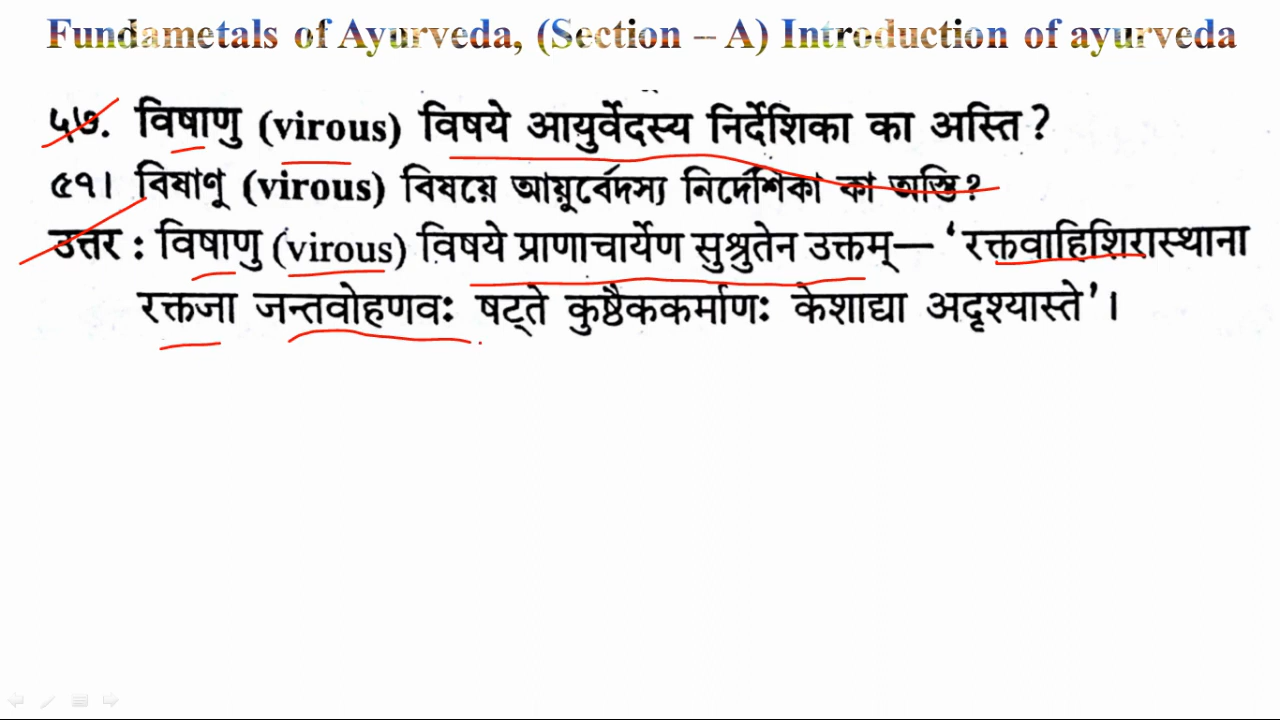 Fundametals of Ayurveda, (Section – A) Introduction of ayurveda
५७. विषाणु (virous) विषये आयुर्वेदस्य निर्देशिका का अस्ति?
৫৭। বিষাণূ (virous) বিষয়ে আয়ূর্বেদস্য নির্দেশিকা কা অস্তি?
उत्तर : विषाणु (virous) विषये प्राणाचार्येण सुश्रुतेन उक्तम्— ‘रक्तवाहिशिरास्थाना
रक्तजा जन्तवोहणवः षट्ते कुष्ठैककर्माणः केशाद्या अदृश्यास्ते’।